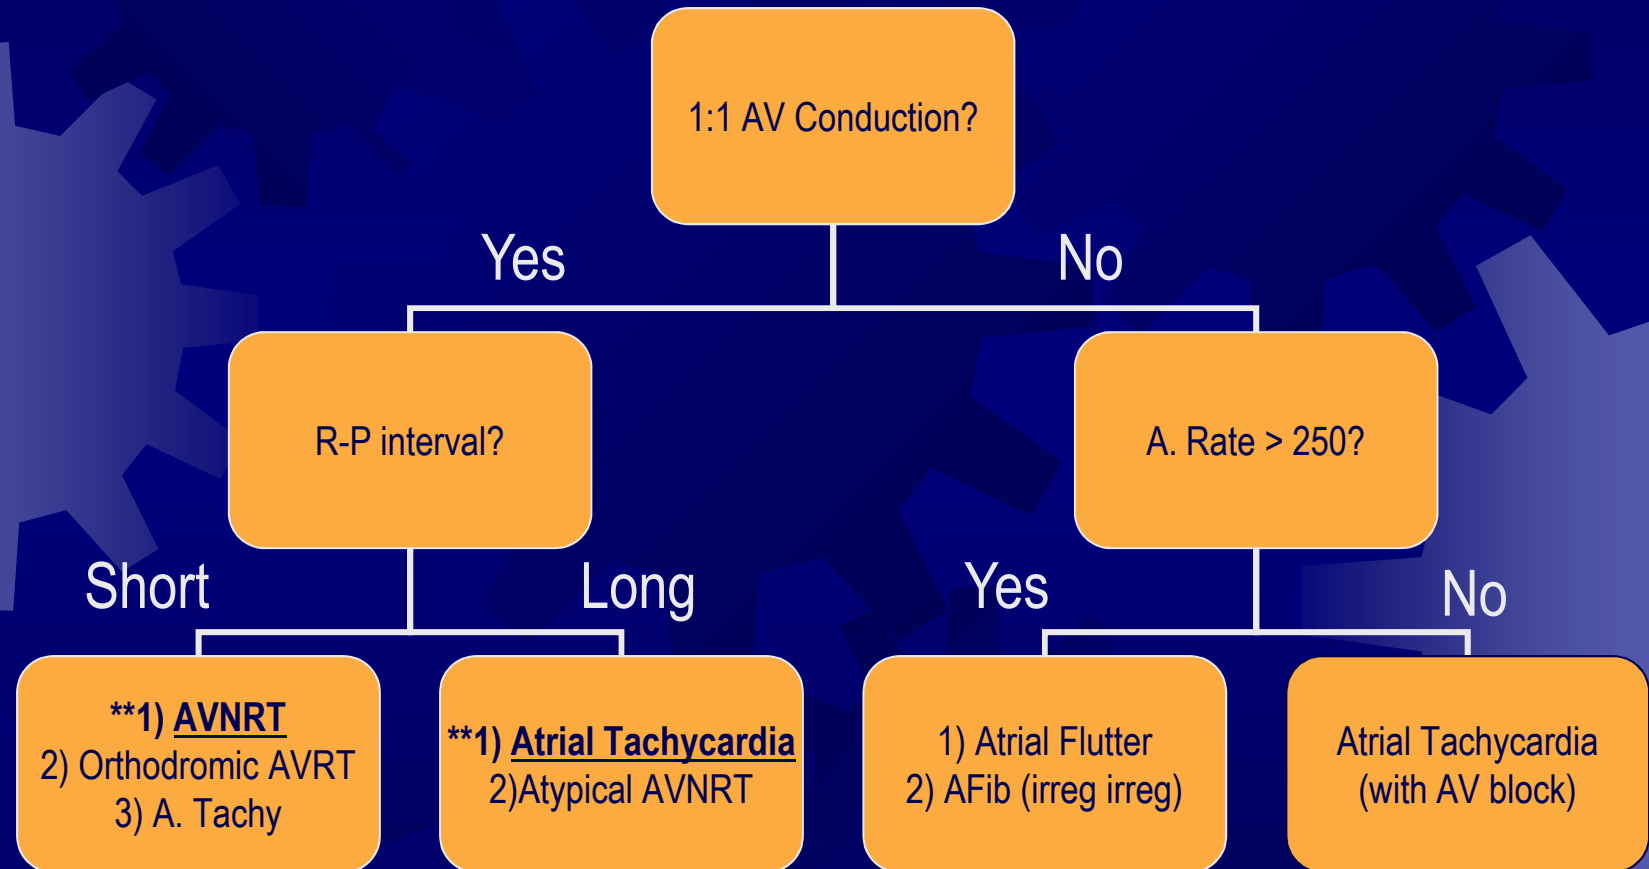 1:1 AV Conduction?
Yes
No
R-P interval?
A. Rate > 250?
Short
Long
Yes
No
**1) AVNRT
2) Orthodromic AVRT
3) A. Tachy
**1) Atrial Tachycardia
2)Atypical AVNRT
1) Atrial Flutter
2) AFib (irreg irreg)
Atrial Tachycardia
(with AV block)